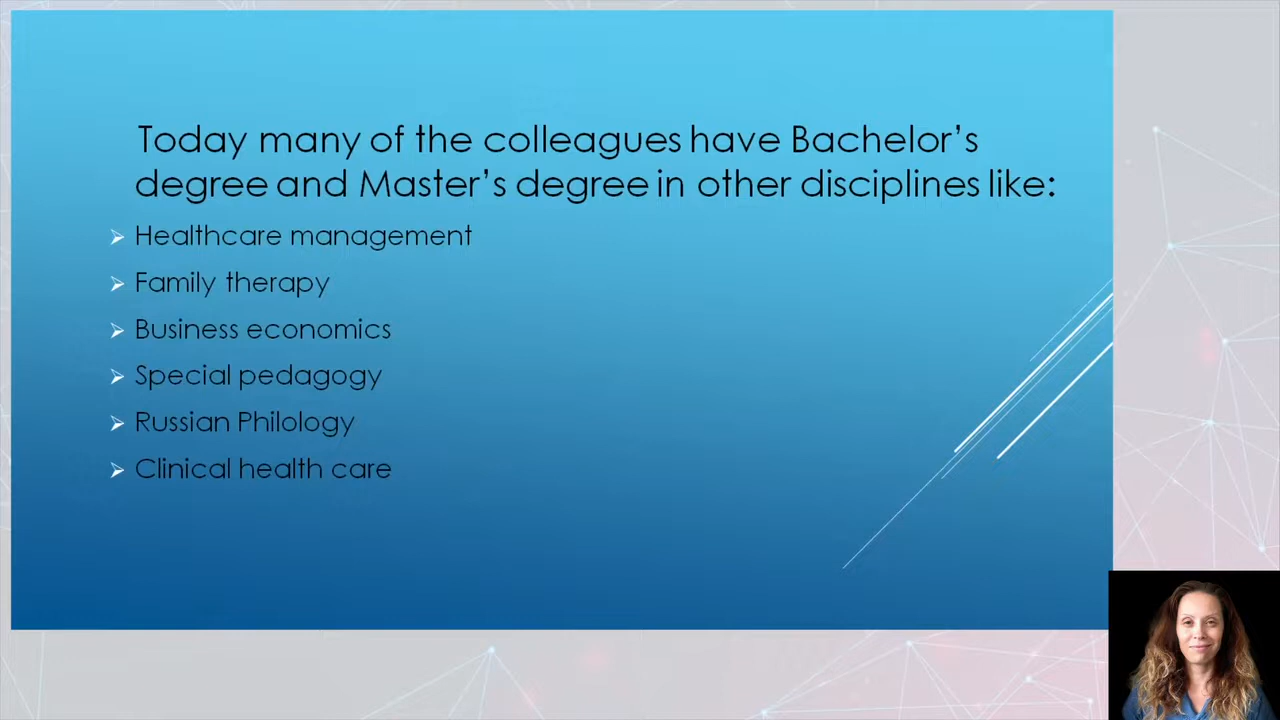 Today many of the colleagues have Bachelor’s
degree and Master’s degree in other disciplines like:
Healthcare management
Family therapy
Business economics
Special pedagogy
Russian Philology
Clinical health care